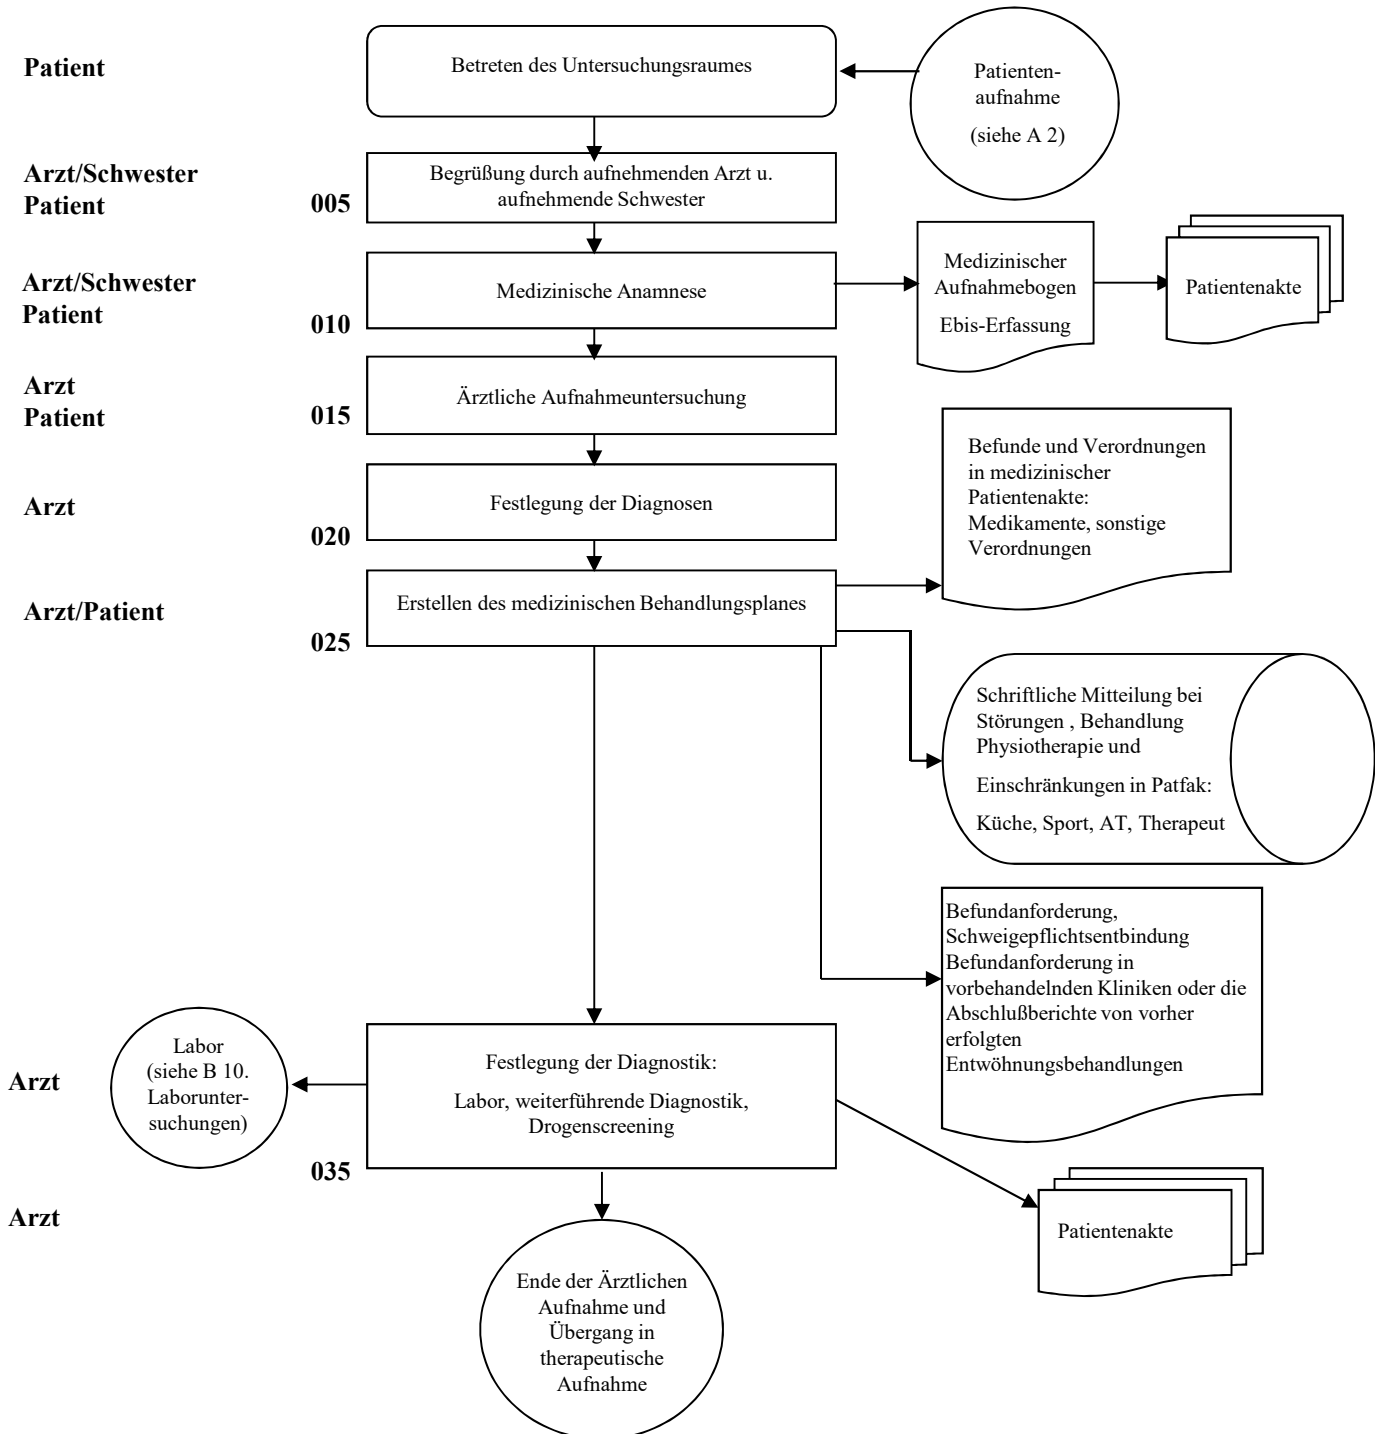 Patient
Betreten des Untersuchungsraumes
Patienten-
aufnahme
(siehe A 2)
Arzt/Schwester
Patient
005
Begrüßung durch aufnehmenden Arzt u.
aufnehmende Schwester
Arzt/Schwester
Patient
010
Medizinische Anamnese
Medizinischer
Aufnahmebogen
Ebis-Erfassung
Patientenakte
Arzt
Patient
015
Ärztliche Aufnahmeuntersuchung
Arzt
020
Festlegung der Diagnosen
Befunde und Verordnungen
in medizinischer
Patientenakte:
Medikamente, sonstige
Verordnungen
Arzt/Patient
025
Erstellen des medizinischen Behandlungsplanes
Schriftliche Mitteilung bei
Störungen , Behandlung
Physiotherapie und
Einschränkungen in Patfak:
Küche, Sport, AT, Therapeut
Befundanforderung,
Schweigepflichtsentbindung
Befundanforderung in
vorbehandelnden Kliniken oder die
Abschlußberichte von vorher
erfolgten
Entwöhnungsbehandlungen
Arzt
Labor
(siehe B 10.
Laborunter-
suchungen)
035
Festlegung der Diagnostik:
Labor, weiterführende Diagnostik,
Drogenscreening
Arzt
Patientenakte
Ende der Ärztlichen
Aufnahme und
Übergang in
therapeutische
Aufnahme